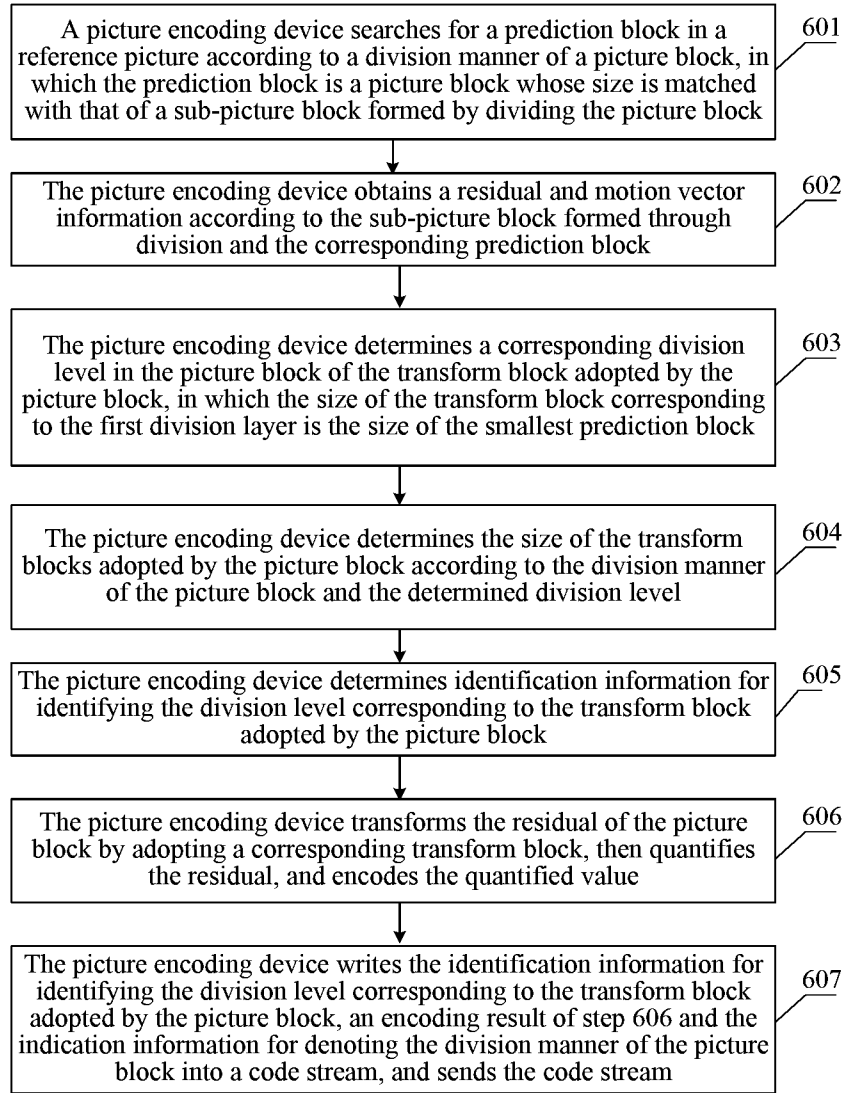 A picture encoding device searches for a prediction block in a
reference picture according to a division manner of a picture block, in
which the prediction block is a picture block whose size is matched
with that of a sub-picture block formed by dividing the picture block
601
The picture encoding device obtains a residual and motion vector
information according to the sub-picture block formed through
division and the corresponding prediction block
602
The picture encoding device determines a corresponding division
level in the picture block of the transform block adopted by the
picture block, in which the size of the transform block corresponding
to the first division layer is the size of the smallest prediction block
603
The picture encoding device determines the size of the transform
blocks adopted by the picture block according to the division manner
of the picture block and the determined division level
604
The picture encoding device determines identification information for
identifying the division level corresponding to the transform block
adopted by the picture block
605
The picture encoding device transforms the residual of the picture
block by adopting a corresponding transform block, then quantifies
the residual, and encodes the quantified value
606
The picture encoding device writes the identification information for
identifying the division level corresponding to the transform block
adopted by the picture block, an encoding result of step 606 and the
indication information for denoting the division manner of the picture
block into a code stream, and sends the code stream
607